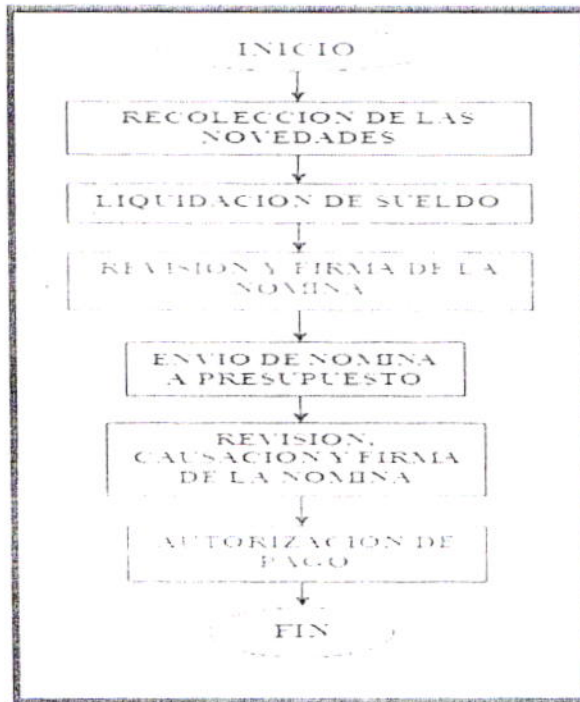 INICIO
RECOLECCION DE LAS
NOVEDADES
LIQUIDACION DE SUELDO
REVISION Y FIRMA DE LA
NOMINA
ENVIO DE NOMINA
A PRESUPUESTO
REVISION,
CAUSACION Y FIRMA
DE LA NOMINA
AUTORIZACION DE
PAGO
FIN